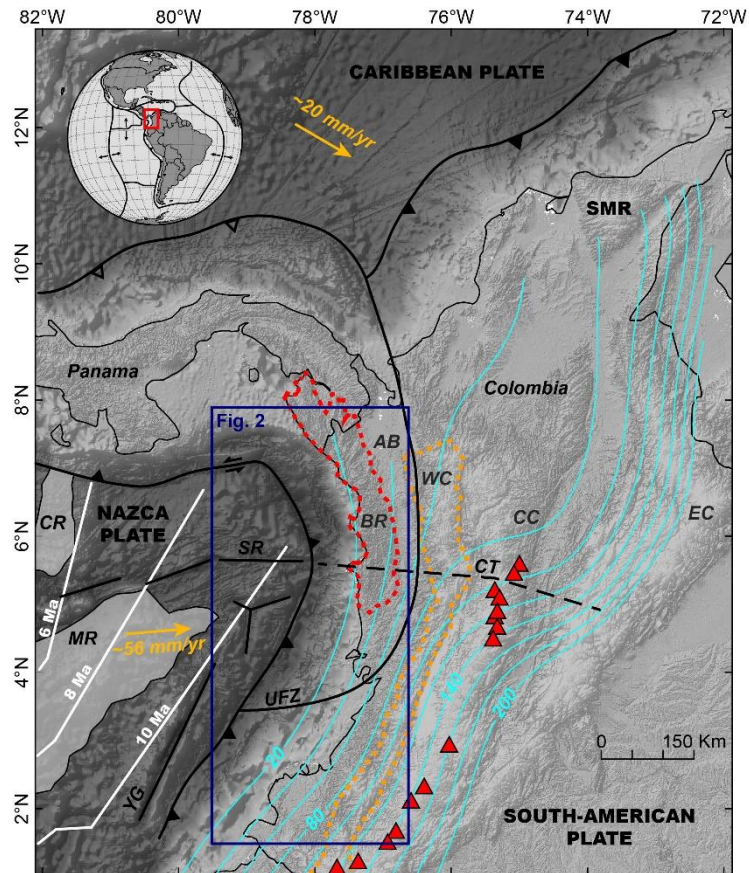 82°W 80°W 78°W 76°W 74°W 72°W
CARIBBEAN PLATE
~20 mm/yr
12°N
SMR
10°N
Panama
Colombia
8°N
Fig. 2
AB
WC
NAZCA
PLATE
CR
BR
CC
EC
6°N
SR
CT
6 Ma
MR
8 Ma
~56 mm/yr
10 Ma
140
200
4°N
UFZ
20
0 150 Km
YG
80
2°N
SOUTH-AMERICAN
PLATE